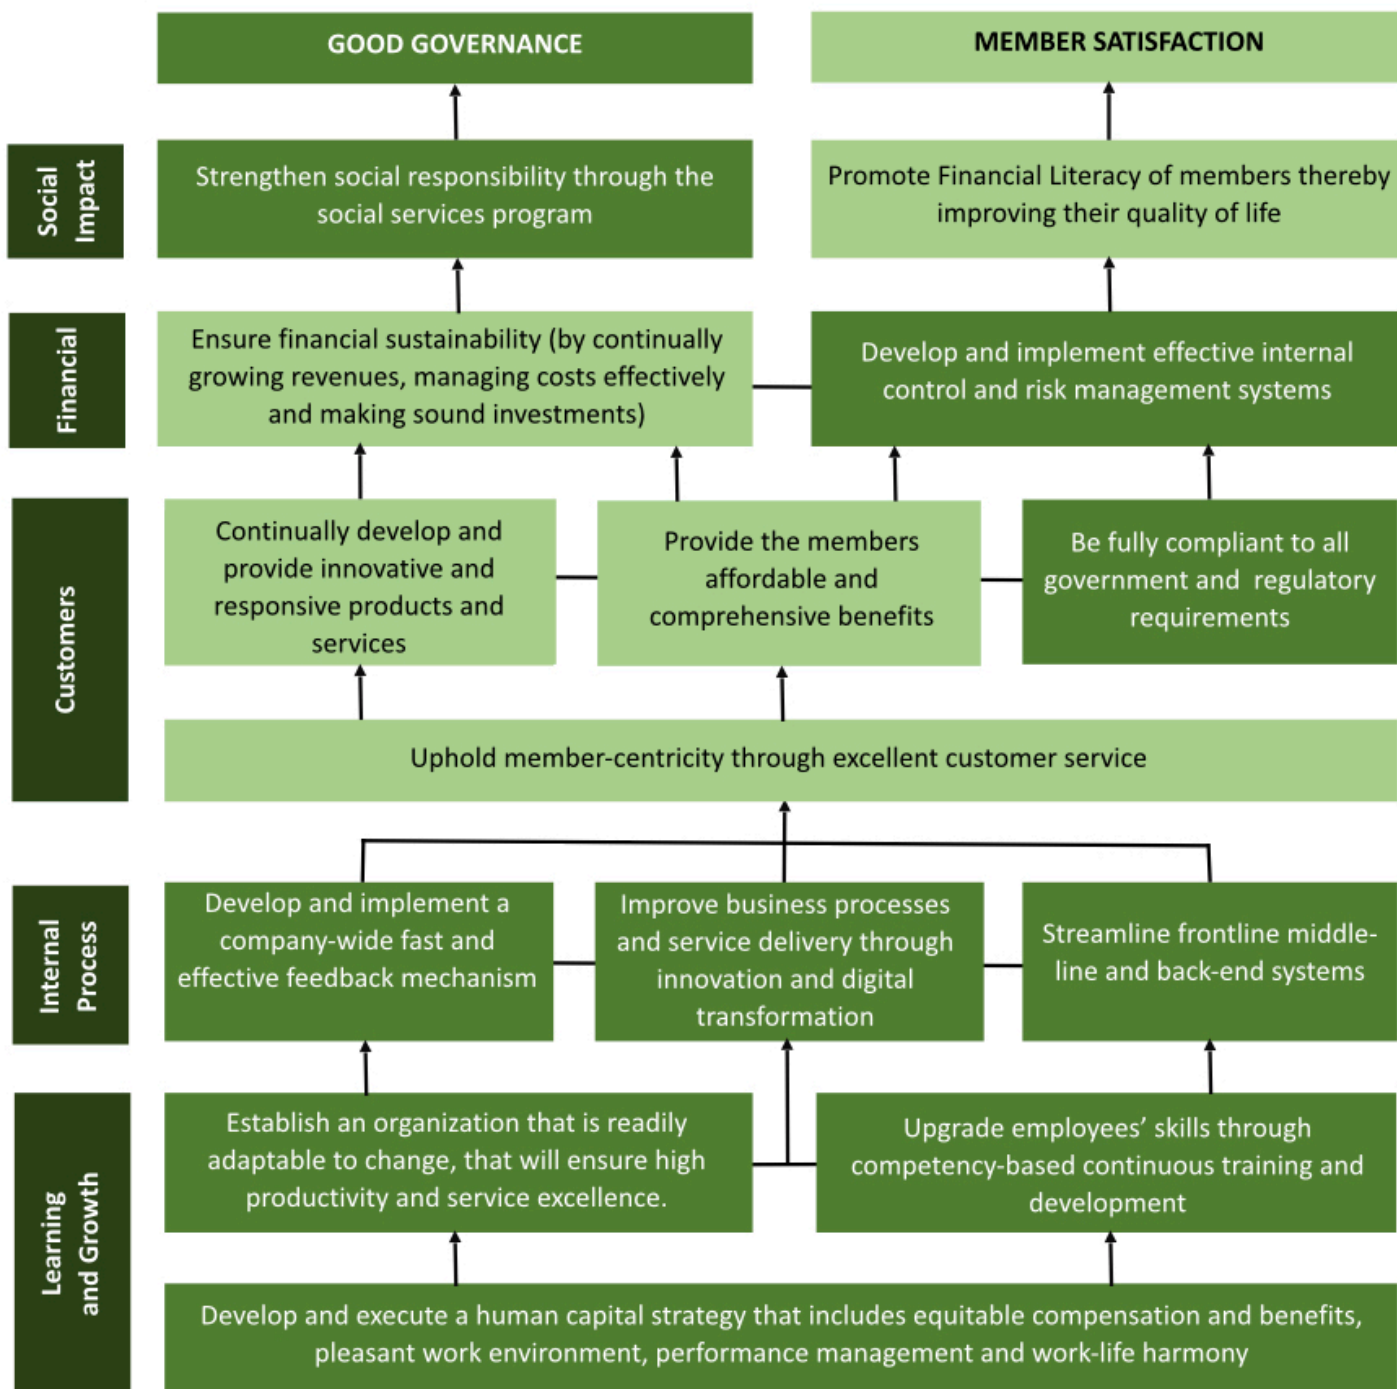 GOOD GOVERNANCE
MEMBER SATISFACTION
Social
Impact
Strengthen social responsibility through the
social services program
Promote Financial Literacy of members thereby
improving their quality of life
Financial
Ensure financial sustainability (by continually
growing revenues, managing costs effectively
and making sound investments)
Develop and implement effective internal
control and risk management systems
Customers
Continually develop and
provide innovative and
responsive products and
services
Provide the members
affordable and
comprehensive benefits
Be fully compliant to all
government and regulatory
requirements
Uphold member-centricity through excellent customer service
Internal
Process
Develop and implement a
company-wide fast and
effective feedback mechanism
Improve business processes
and service delivery through
innovation and digital
transformation
Streamline frontline middle-
line and back-end systems
Learning
and Growth
Establish an organization that is readily
adaptable to change, that will ensure high
productivity and service excellence.
Upgrade employees’ skills through
competency-based continuous training and
development
Develop and execute a human capital strategy that includes equitable compensation and benefits,
pleasant work environment, performance management and work-life harmony